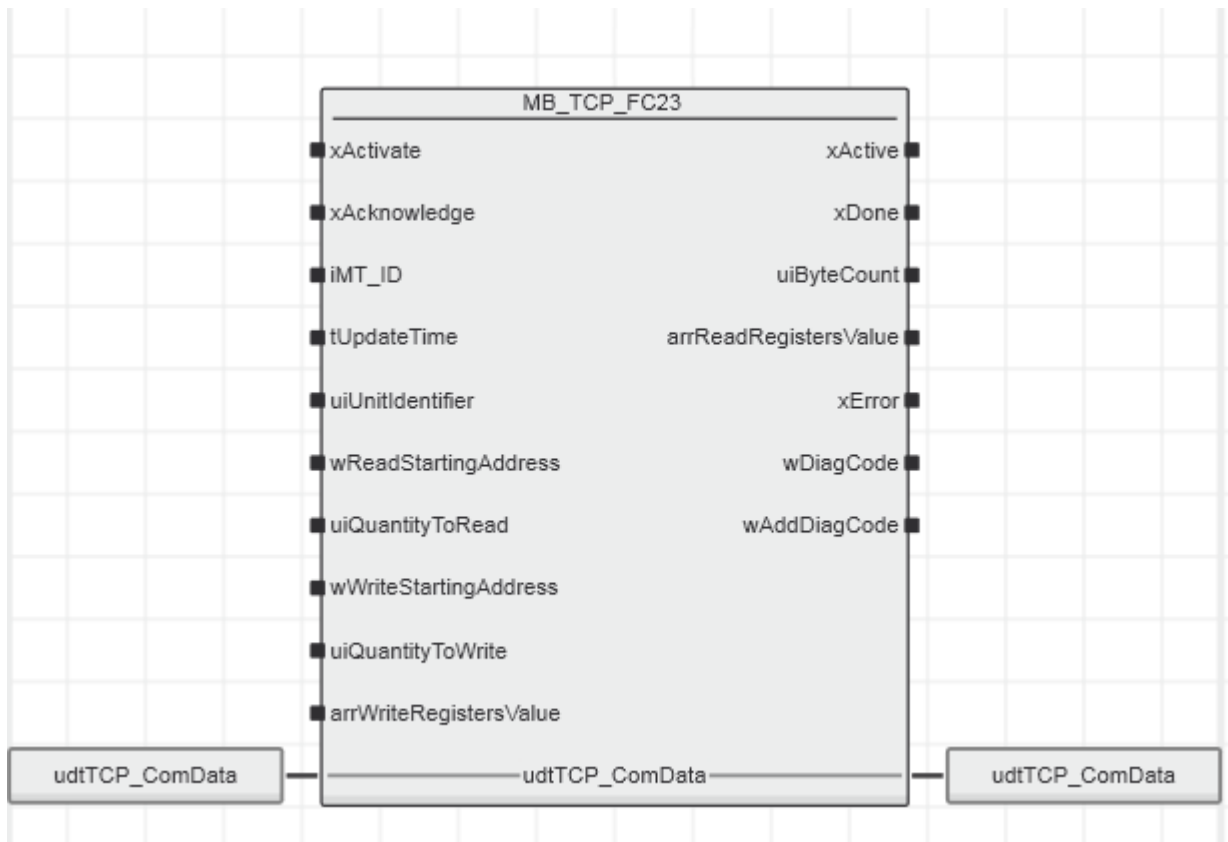 MB_TCP_FC23
xActivate xActive
xAcknowledge xDone
iMT_ID uiByteCount
tUpdateTime arrReadRegistersValue
uiUnitIdentifier xError
wReadStartingAddress wDiagCode
uiQuantityToRead wAddDiagCode
wWriteStartingAddress
uiQuantityToWrite
arrWriteRegistersValue
udtTCP_ComData udtTCP_ComData udtTCP_ComData